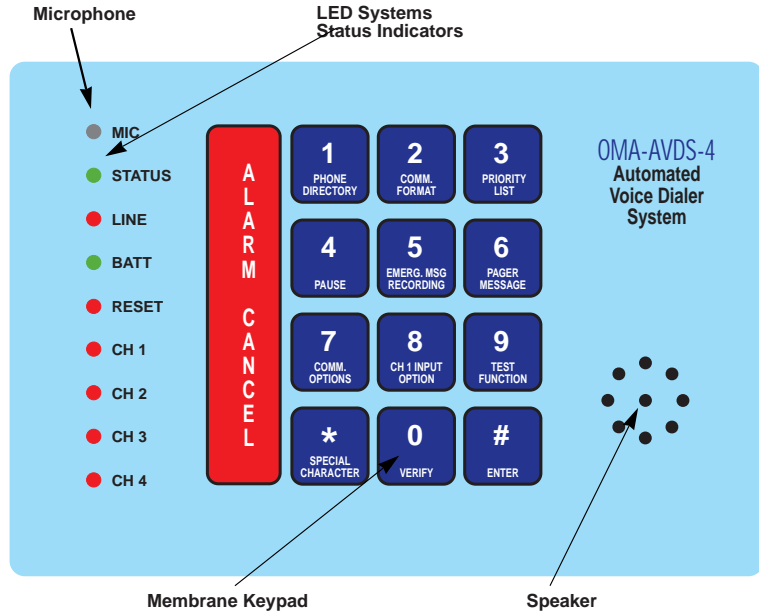 Microphone
LED Systems
Status Indicators
MIC
STATUS
LINE
BATT
RESET
CH 1
CH 2
CH 3
CH 4
ALARM CANCEL
1
PHONE
DIRECTORY
2
COMM.
FORMAT
3
PRIORITY
LIST
4
PAUSE
5
EMERG. MSG
RECORDING
6
PAGER
MESSAGE
7
COMM.
OPTIONS
8
CH 1 INPUT
OPTION
9
TEST
FUNCTION
*
SPECIAL
CHARACTER
0
VERIFY
#
ENTER
OMA-AVDS-4
Automated
Voice Dialer
System
Membrane Keypad
Speaker